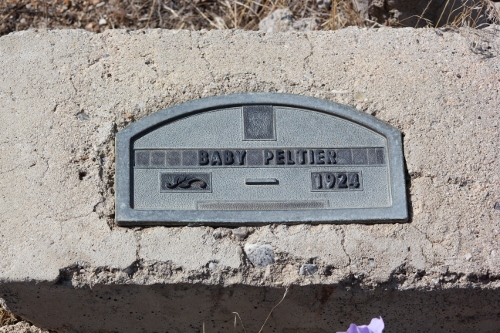 BABY PELTIER
— 1924